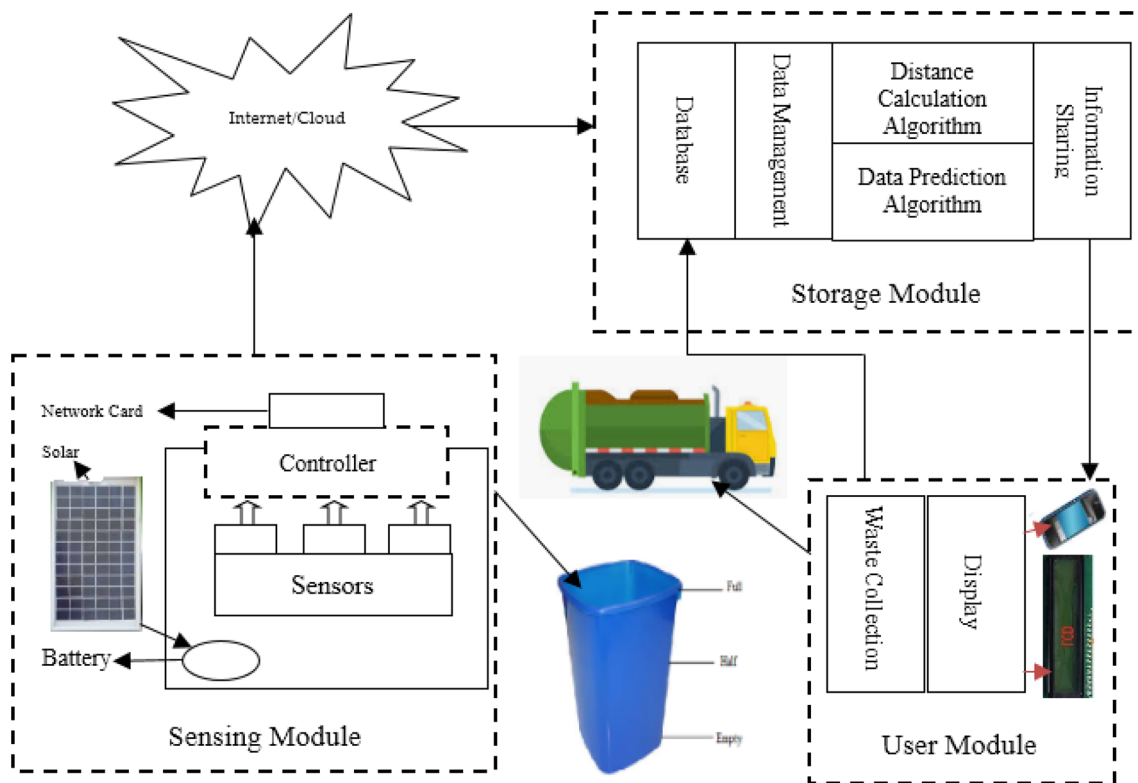 Internet/Cloud
Database
Data Management
Distance
Calculation
Algorithm
Data Prediction
Algorithm
Information
Sharing
Storage Module
Network Card
Solar
Controller
Sensors
Battery
Sensing Module
Full
Half
Empty
Waste Collection
Display
User Module